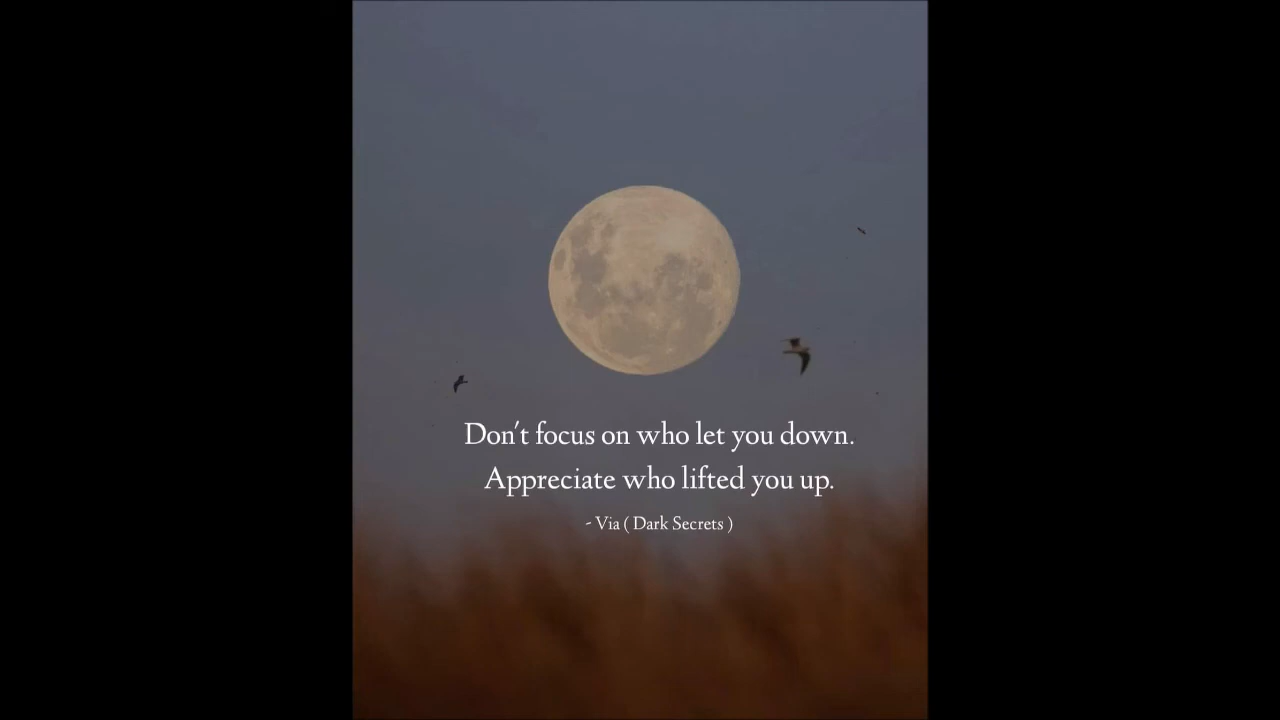 Don't focus on who let you down.
Appreciate who lifted you up.
- Via ( Dark Secrets )